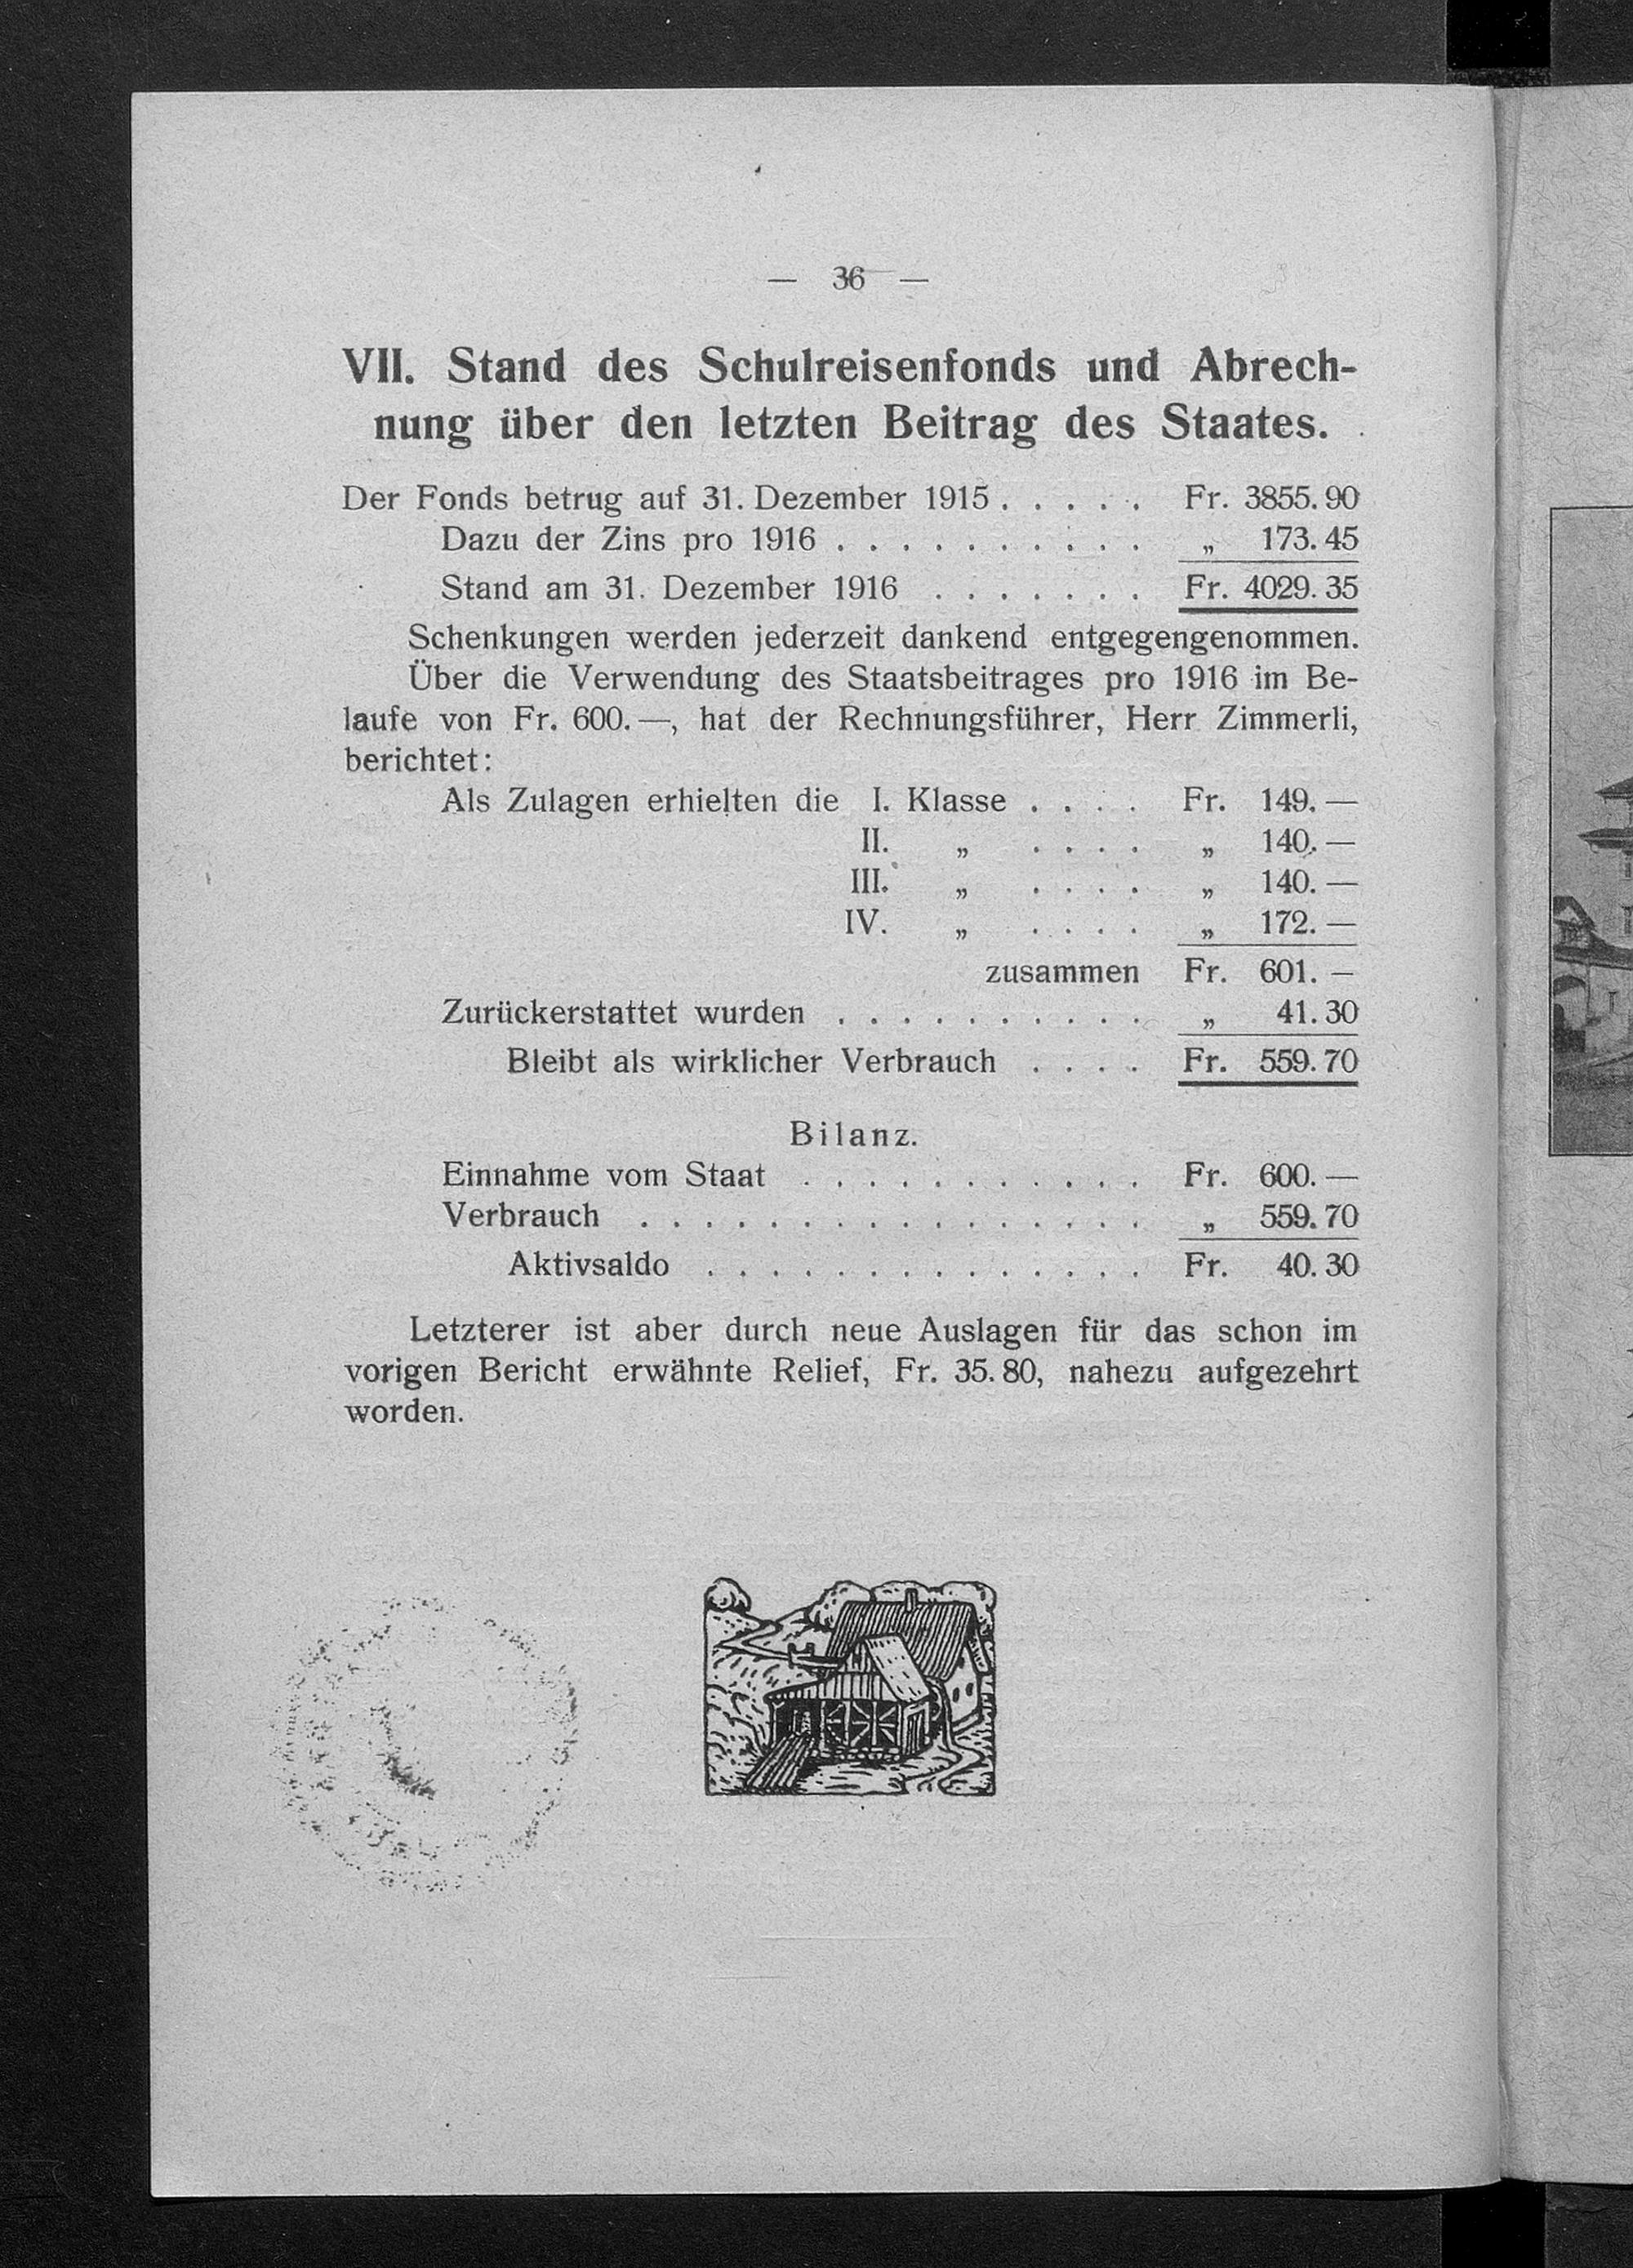 — 36 —
VII. Stand des Schulreisenfonds und Abrech-
nung über den letzten Beitrag des Staates.
Der Fonds betrug auf 31. Dezember 1915 . . . . . Fr. 3855.90
Dazu der Zins pro 1916 . . . . . . . . . . „ 173.45
Stand am 31. Dezember 1916 . . . . . . . Fr. 4029.35
Schenkungen werden jederzeit dankend entgegengenommen.
Über die Verwendung des Staatsbeitrages pro 1916 im Be-
laufe von Fr. 600.—, hat der Rechnungsführer, Herr Zimmerli,
berichtet:
Als Zulagen erhielten die I. Klasse . . . . Fr. 149.—
II. „ . . . . „ 140.—
III. „ . . . . „ 140.—
IV. „ . . . . „ 172.—
zusammen Fr. 601.—
Zurückerstattet wurden . . . . . . . . . . „ 41.30
Bleibt als wirklicher Verbrauch . . . . Fr. 559.70
Bilanz.
Einnahme vom Staat . . . . . . . . . . . Fr. 600.—
Verbrauch . . . . . . . . . . . . . . . . „ 559.70
Aktivsaldo . . . . . . . . . . . . . . Fr. 40.30
Letzterer ist aber durch neue Auslagen für das schon im
vorigen Bericht erwähnte Relief, Fr. 35.80, nahezu aufgezehrt
worden.